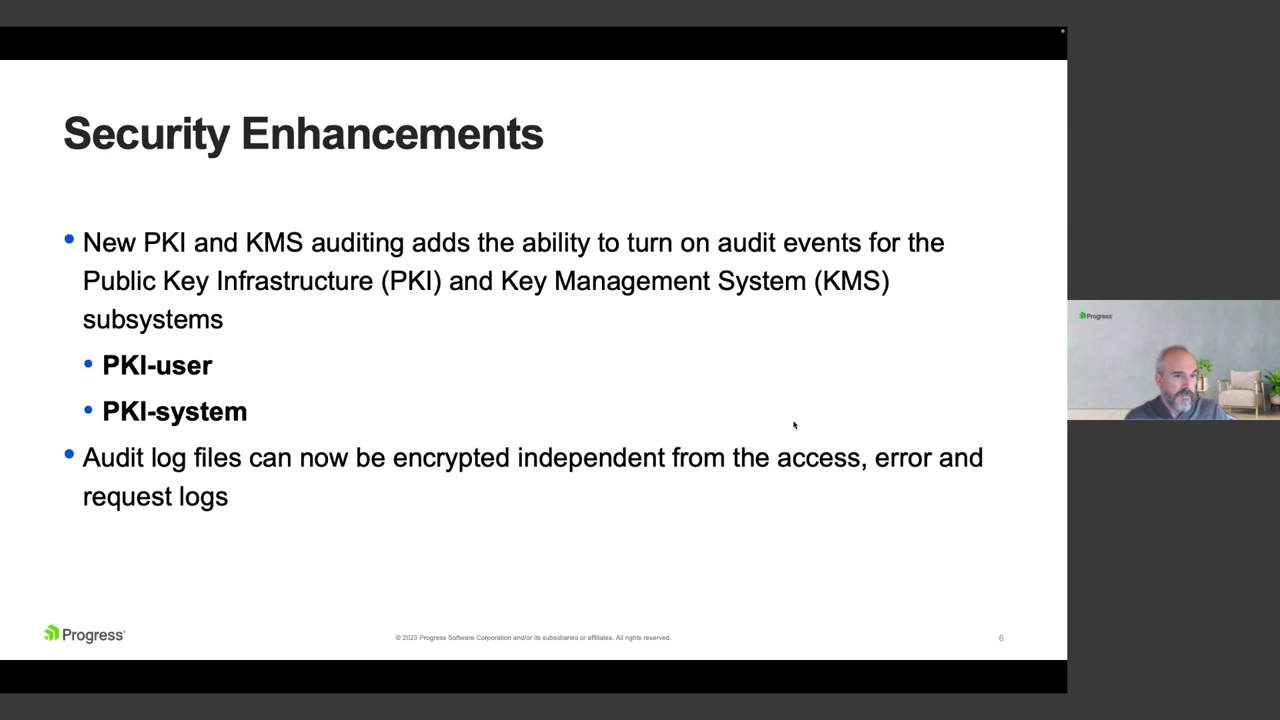 Security Enhancements
• New PKI and KMS auditing adds the ability to turn on audit events for the
Public Key Infrastructure (PKI) and Key Management System (KMS)
subsystems
• PKI-user
• PKI-system
• Audit log files can now be encrypted independent from the access, error and
request logs
Progress
© 2023 Progress Software Corporation and/or its subsidiaries or affiliates. All rights reserved.
6
Progress